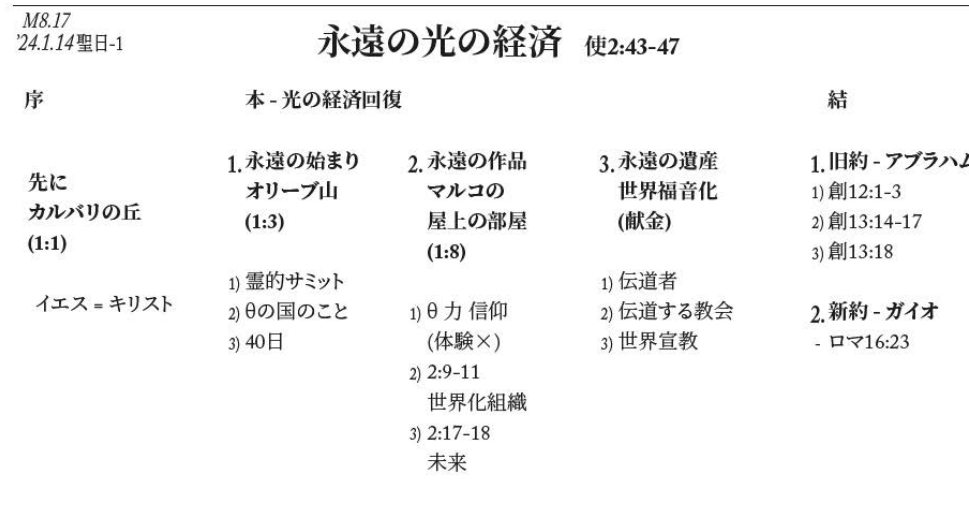 M8.17
'24.1.14聖日-1
永遠の光の経済 使2:43-47
序
先に
カルバリの丘
(1:1)
イエス = キリスト
本 - 光の経済回復
1. 永遠の始まり
オリーブ山
(1:3)
1) 霊的サミット
2) θの国のこと
3) 40日
2. 永遠の作品
マルコの
屋上の部屋
(1:8)
1) θ 力 信仰
(体験×)
2) 2:9-11
世界化組織
3) 2:17-18
未来
3. 永遠の遺産
世界福音化
(献金)
1) 伝道者
2) 伝道する教会
3) 世界宣教
結
1. 旧約 - アブラハム
1) 創12:1-3
2) 創13:14-17
3) 創13:18
2. 新約 - ガイオ
- ロマ16:23